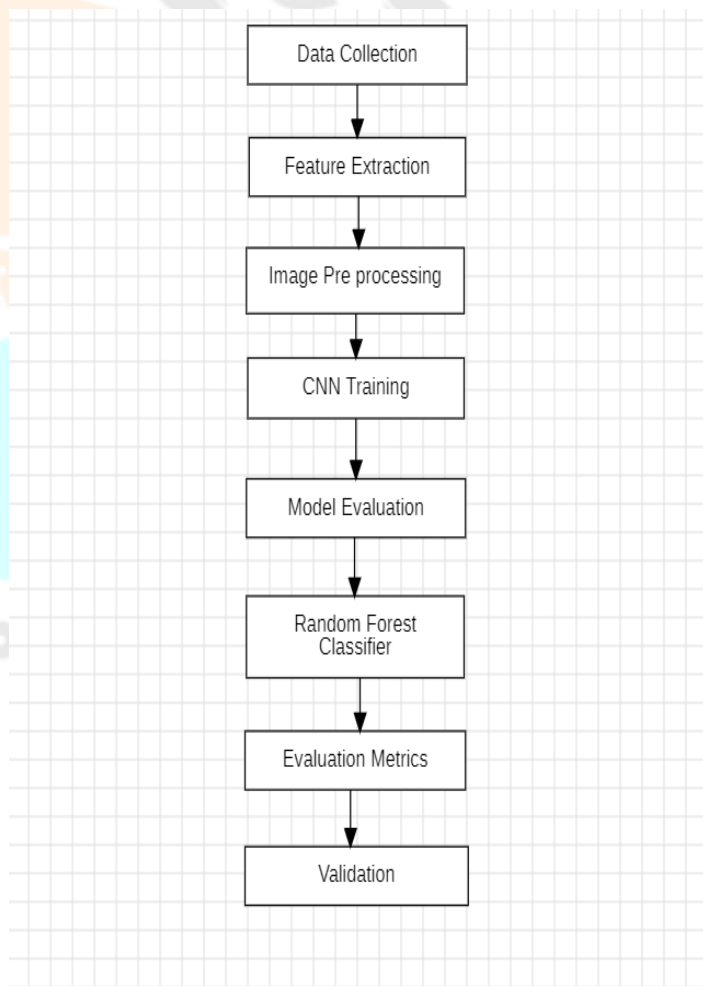 Data Collection
Feature Extraction
Image Pre processing
CNN Training
Model Evaluation
Random Forest
Classifier
Evaluation Metrics
Validation